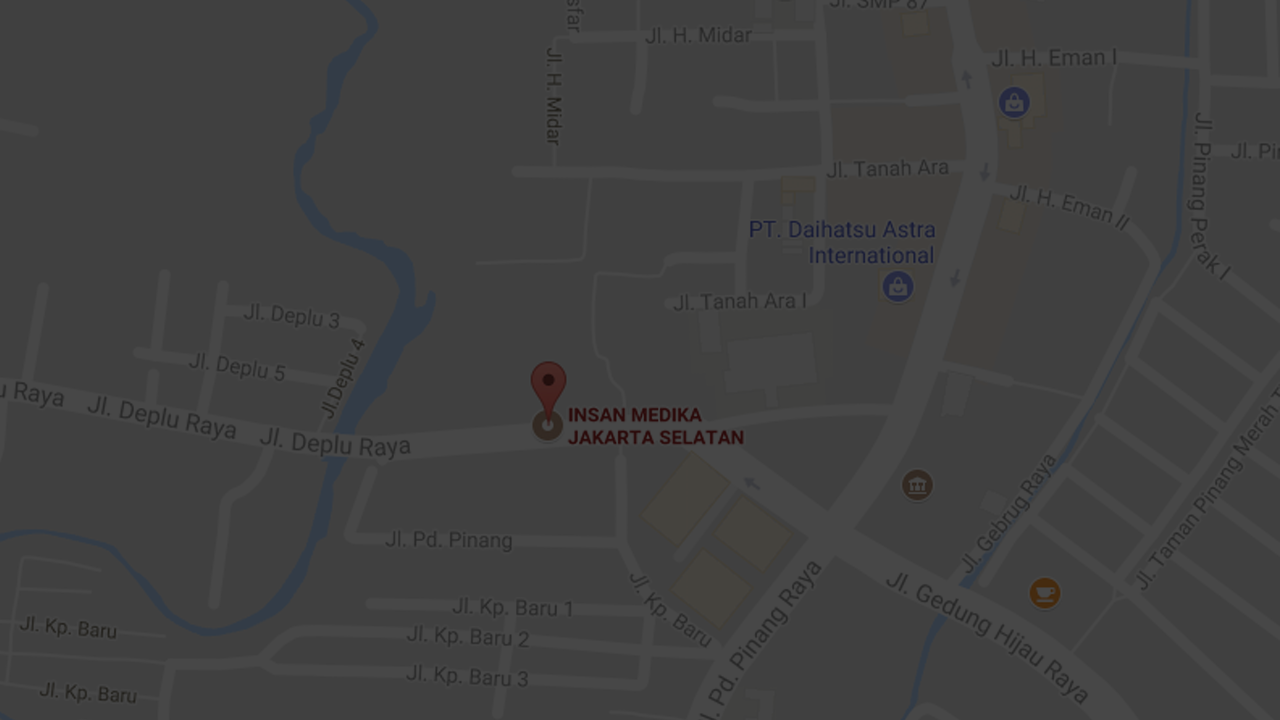 Jl. SMP 87
Jl. H. Midar
Jl. H. Eman I
Jl. H. Midar
Jl. Pinang Perak I
Jl. Tanah Ara
Jl. H. Eman II
PT. Daihatsu Astra
International
Jl. Tanah Ara I
Jl. Deplu 3
Jl. Deplu 4
Jl. Deplu 5
Raya
Jl. Deplu Raya
Jl. Deplu Raya
INSAN MEDIKA
JAKARTA SELATAN
Jl. Taman Pinang Merah
Jl. Gebrug Raya
Jl. Pd. Pinang
Jl. Gedung Hijau Raya
Jl. Pd. Pinang Raya
Jl. Kp. Baru
Jl. Kp. Baru 1
Jl. Kp. Baru 2
Jl. Kp. Baru
Jl. Kp. Baru 3
Jl. Kp. Baru